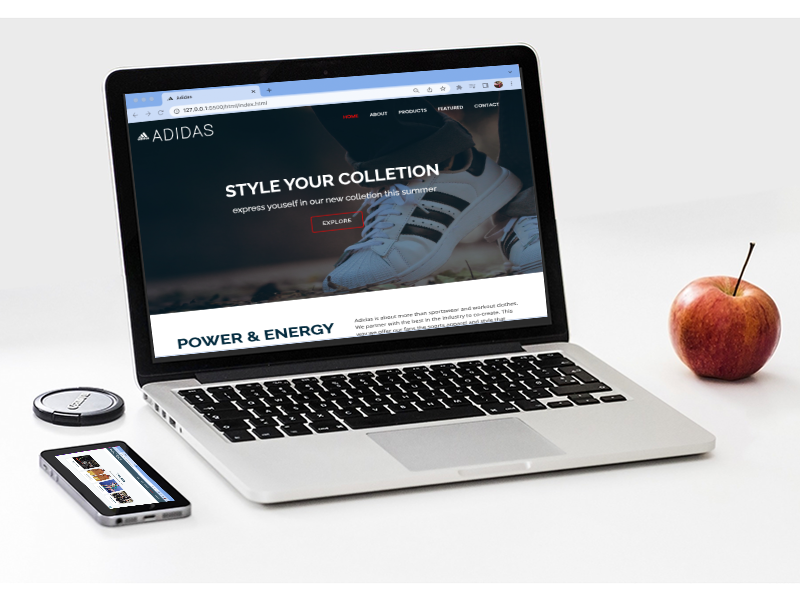 Adidas
127.0.0.1:5500/html/index.html
ADIDAS
HOME ABOUT PRODUCTS FEATURED CONTACT
STYLE YOUR COLLETION
express youself in our new colletion this summer
EXPLORE
POWER & ENERGY
Adidas is about more than sportswear and workout clothes.
We partner with the best in the industry to co-create. This
way we offer our fans the sports apparel and style that